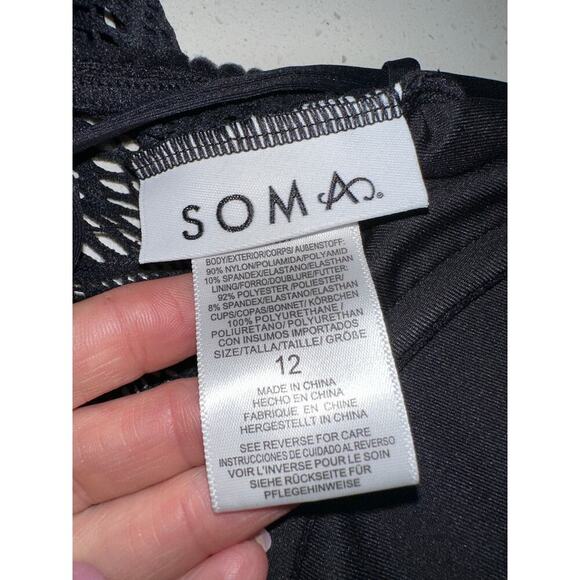 SOMA®
BODY/EXTERIOR/CORPS/ AUßENSTOFF:
90% NYLON/POLIAMIDA/POLYAMID
10% SPANDEX/ELASTANO/ELASTHAN
LINING/FORRO/DOUBLURE/FUTTER:
92% POLYESTER /POLIESTER/
8% SPANDEX/ELASTANO/ELASTHAN
CUPS/COPAS/BONNET/ KÖRBCHEN
100% POLYURETHANE /
POLIURETANO/ POLYURETHAN
CON INSUMOS IMPORTADOS
SIZE/TALLA/TAILLE/ GRÖßE
12
MADE IN CHINA
HECHO EN CHINA
FABRIQUE EN CHINE
HERGESTELLT IN CHINA
SEE REVERSE FOR CARE
INSTRUCCIONES DE CUIDADO AL REVERSO
VOIR L'INVERSE POUR LE SOIN
SIEHE RÜCKSEITE FÜR
PFLEGEHINWEISE